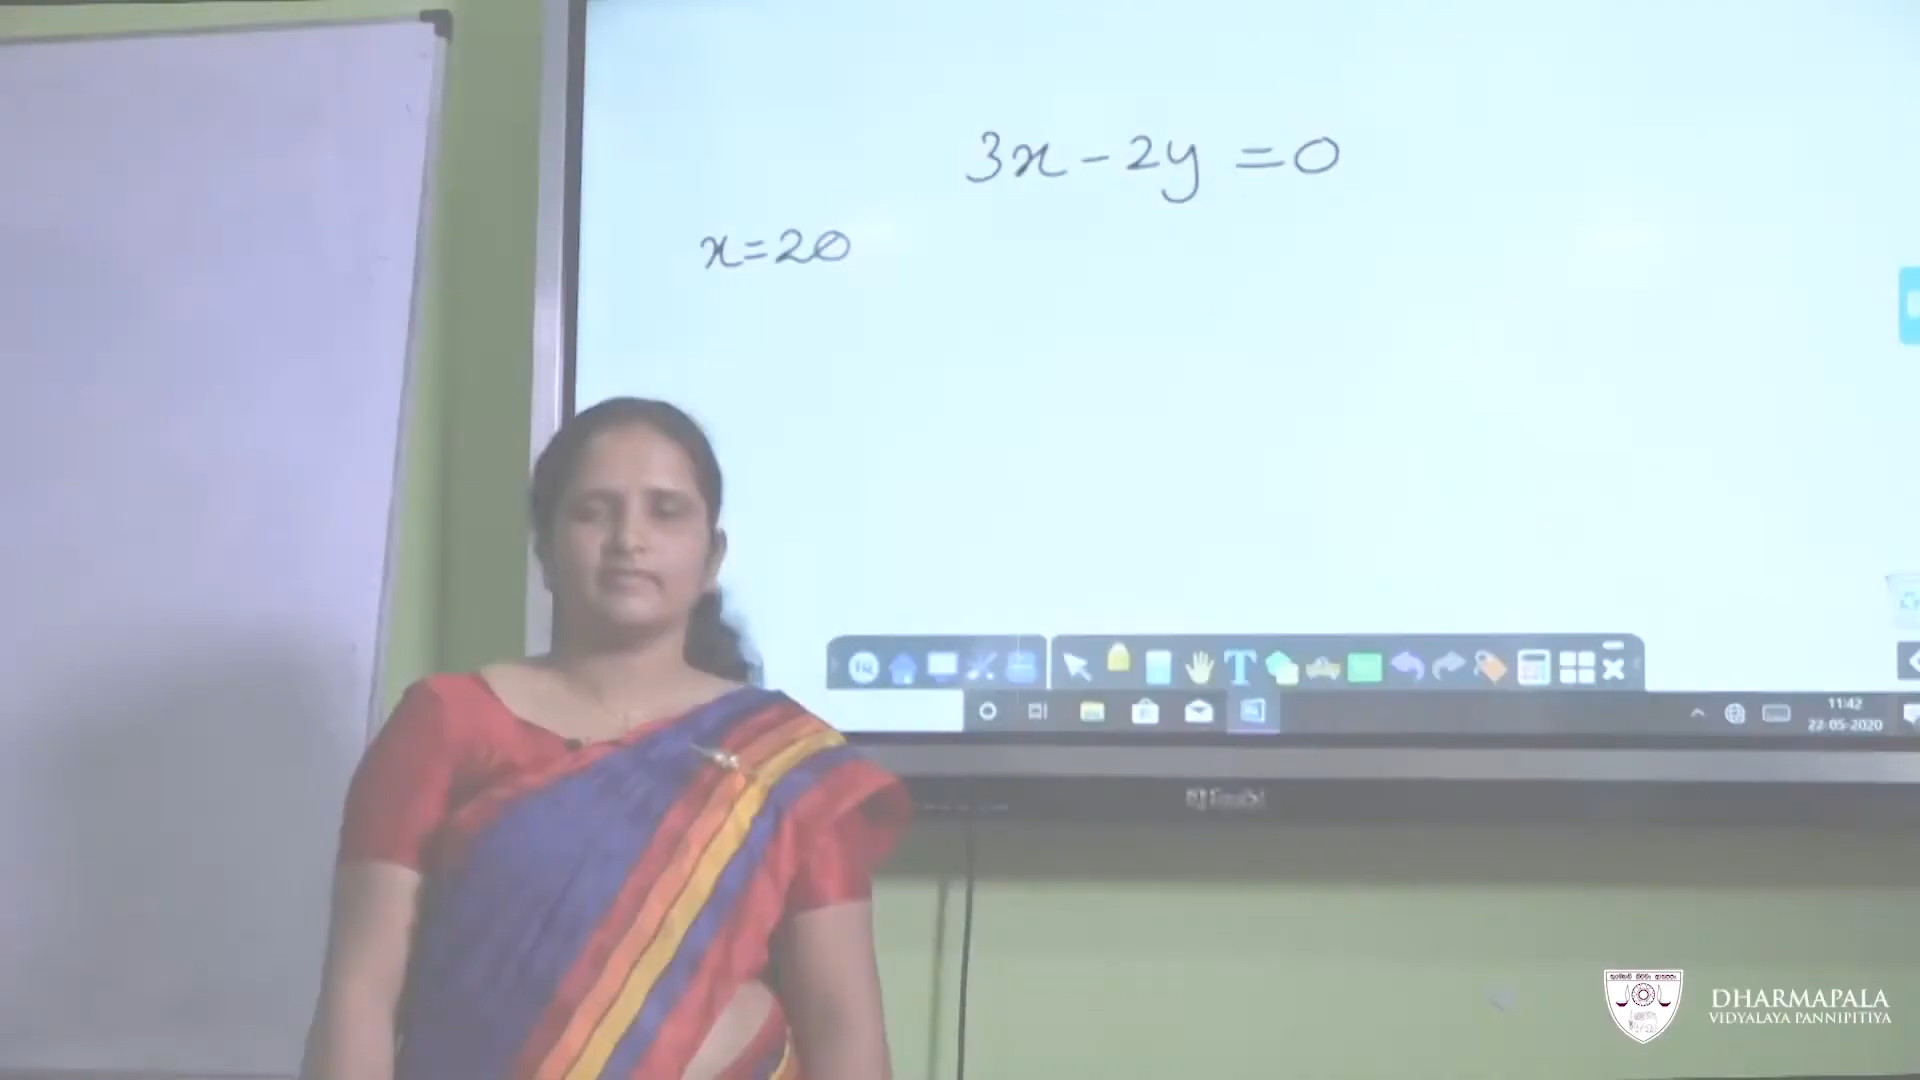 3x - 2y = 0
x = 20
11:42
22-05-2020
DHARMAPALA
VIDYALAYA PANNIPITIYA